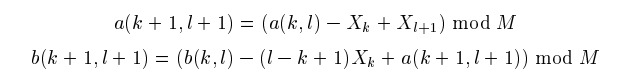 a(k + 1, l + 1) = (a(k, l) − X_k + X_{l+1}) mod M
b(k + 1, l + 1) = (b(k, l) − (l − k + 1)X_k + a(k + 1, l + 1)) mod M